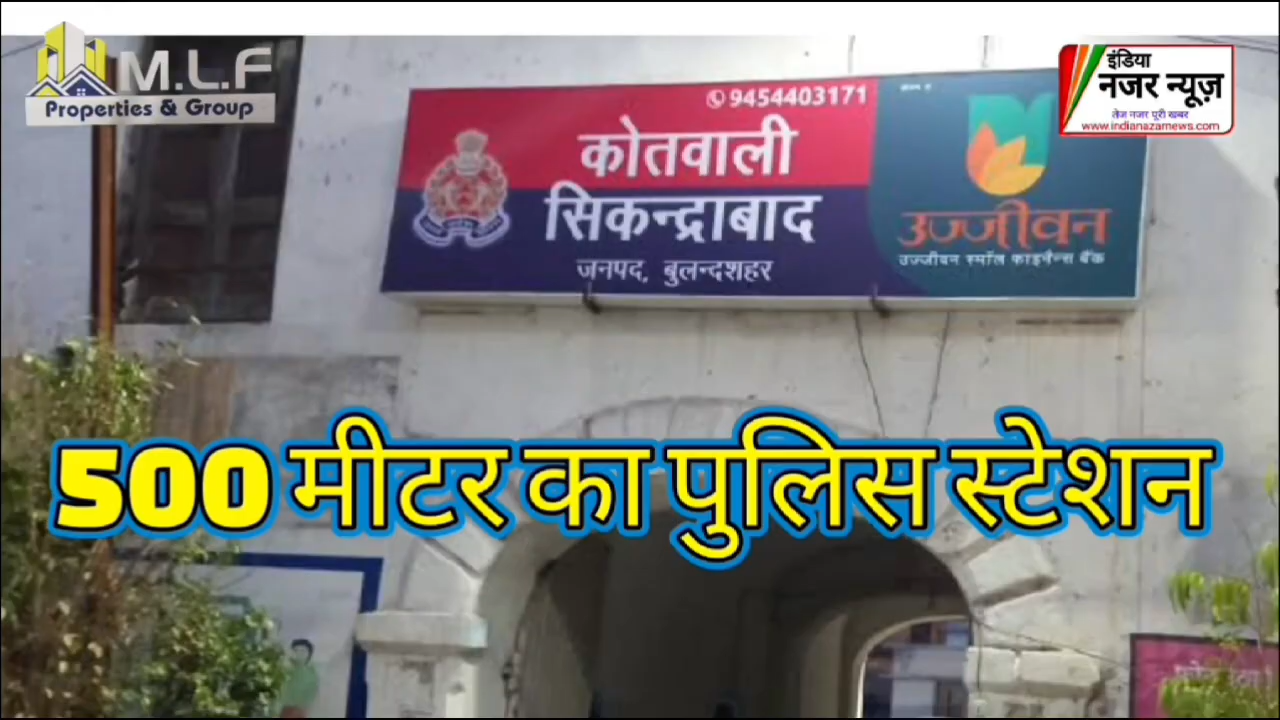 M.L.F
Properties & Group
इंडिया
नजर न्यूज़
तेज नजर पूरी खबर
www.indianazarnews.com
9454403171
कोतवाली
सिकन्द्राबाद
जनपद, बुलन्दशहर
उज्जीवन
उज्जीवन स्मॉल फाइनेंन्स बैंक
500 मीटर का पुलिस स्टेशन